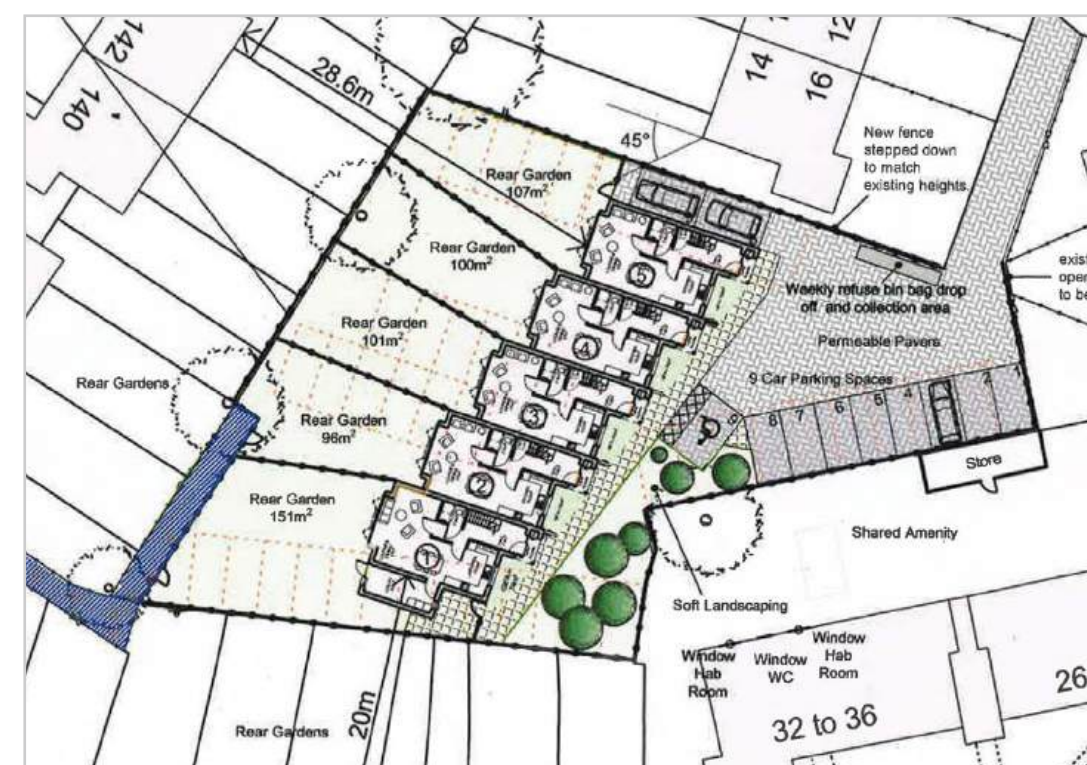 142
140
28.6m
14
12
16
45°
New fence
stepped down
to match
existing heights.
Rear Garden
107m²
Rear Garden
100m²
Rear Garden
101m²
Rear Garden
96m²
Rear Garden
151m²
Rear Gardens
5
4
3
2
1
Weekly refuse bin bag drop
off and collection area
Permeable Pavers
9 Car Parking Spaces
9
8
7
6
5
4
2
1
Store
Shared Amenity
Soft Landscaping
Window
Hab
Room
Window
WC
Window
Hab
Room
32 to 36
26
20m
Rear Gardens
to be